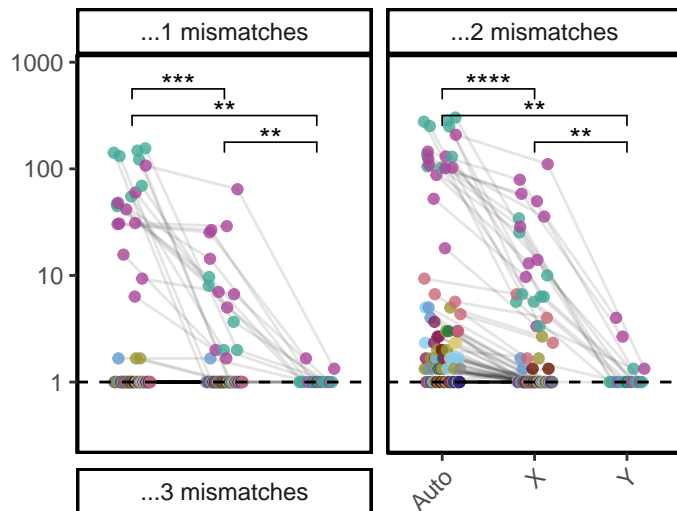 ...1 mismatches
...2 mismatches
1000
100
10
1
***
**
**
****
**
**
...3 mismatches
Auto
X
Y